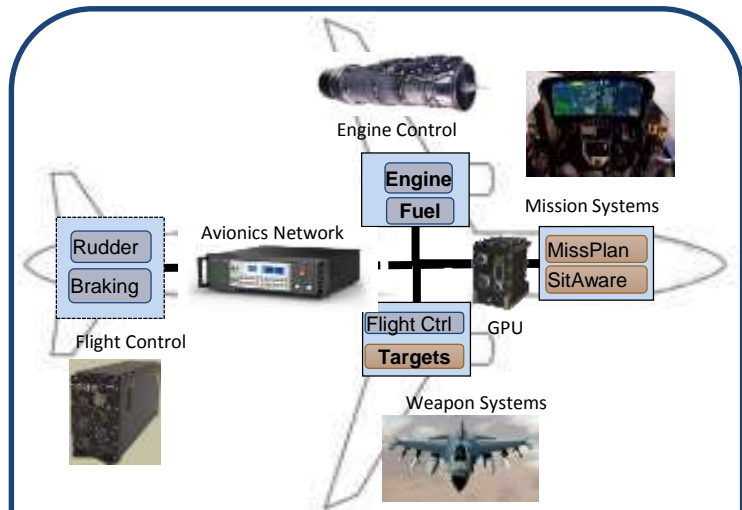 Engine Control
Engine
Fuel
Mission Systems
Avionics Network
Rudder
Braking
MissPlan
SitAware
Flight Ctrl
GPU
Flight Control
Targets
Weapon Systems